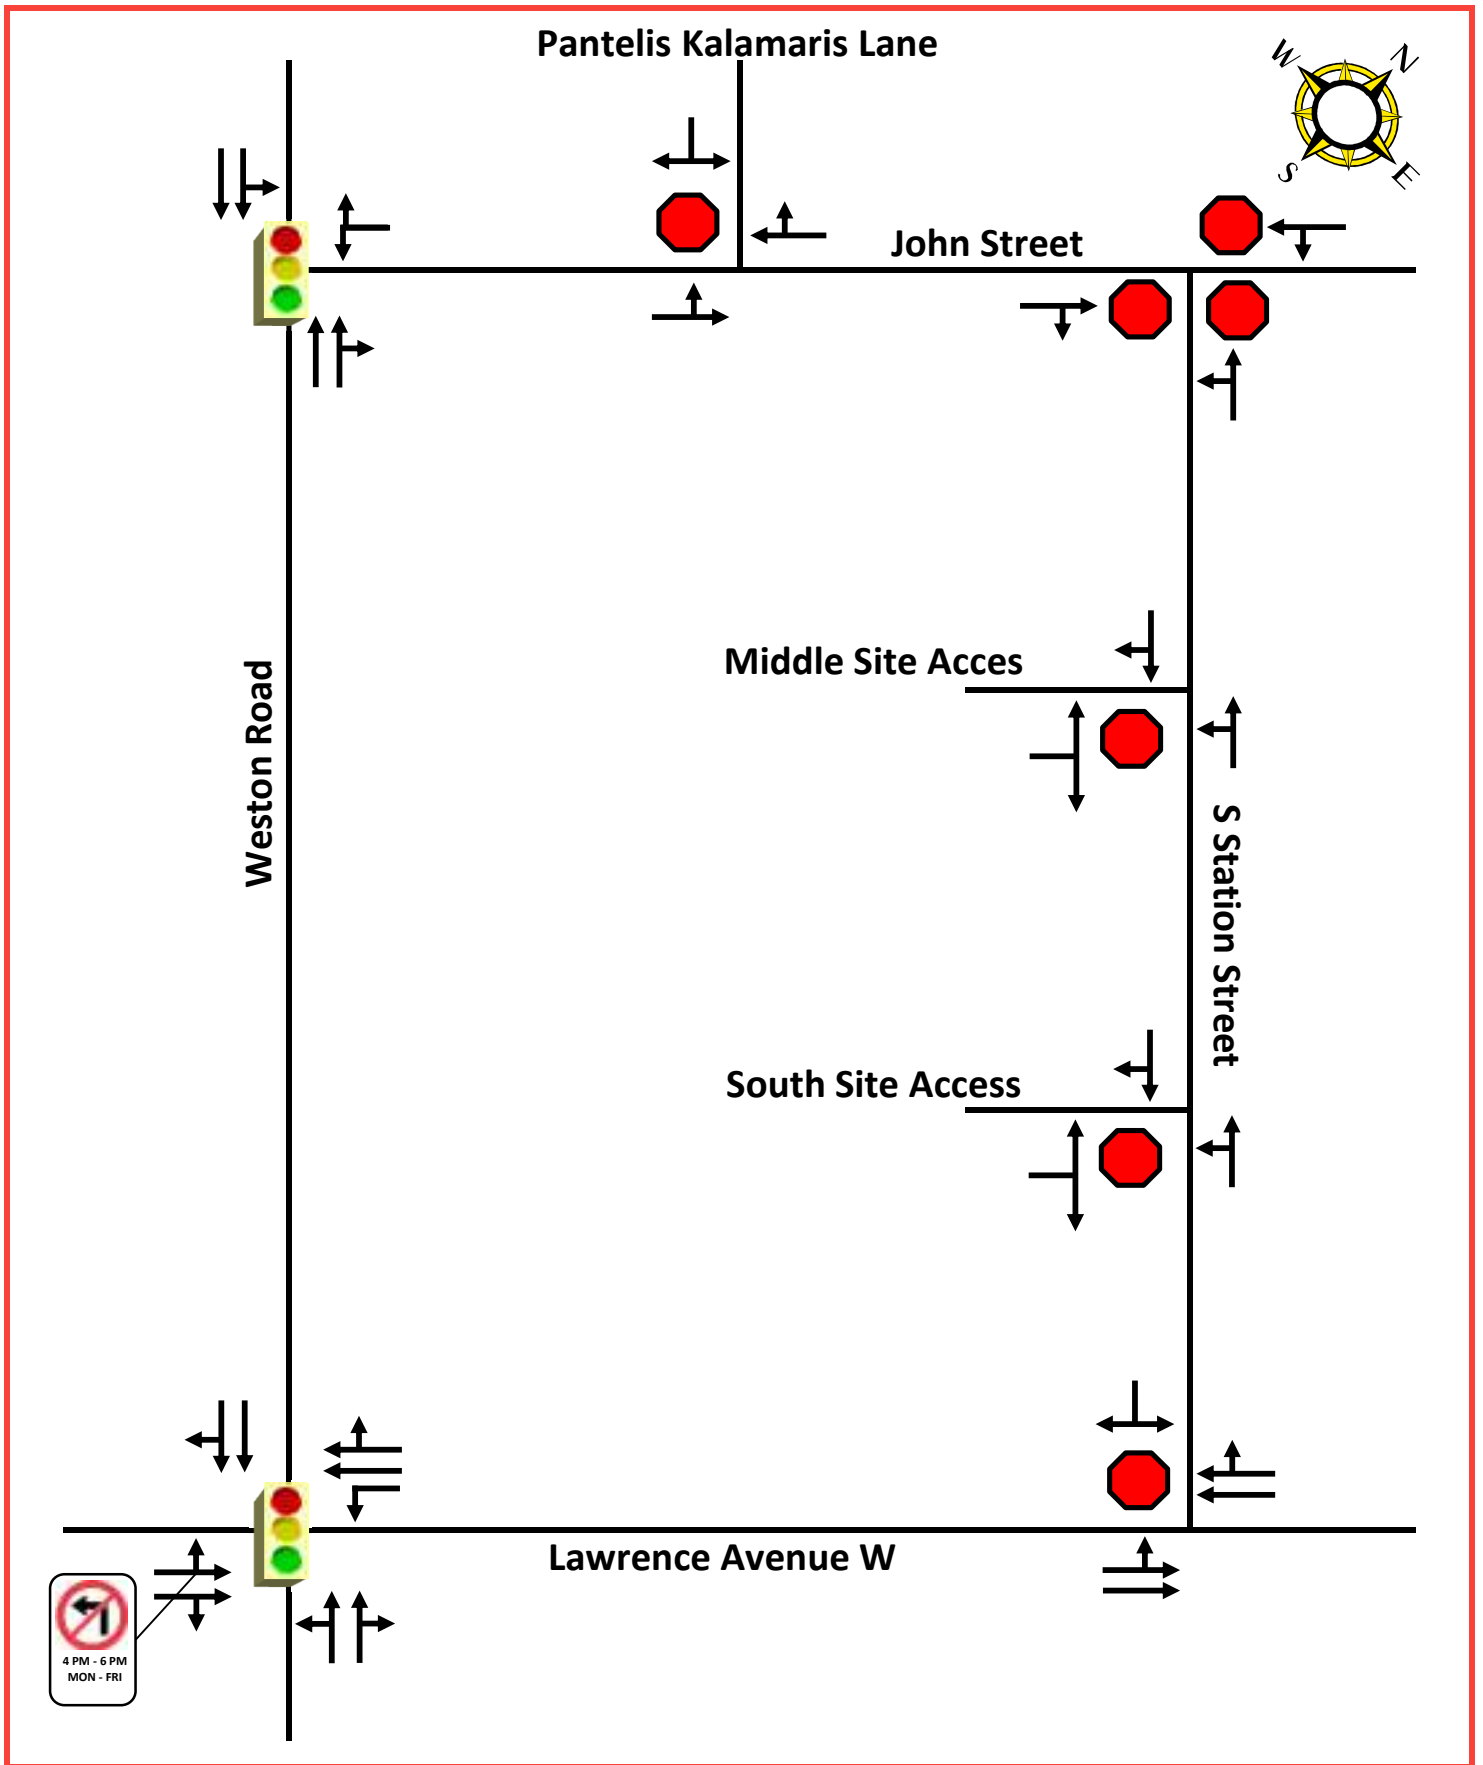 Pantelis Kalamaris Lane
W
N
S
E
John Street
Middle Site Acces
Weston Road
S Station Street
South Site Access
Lawrence Avenue W
4 PM - 6 PM
MON - FRI